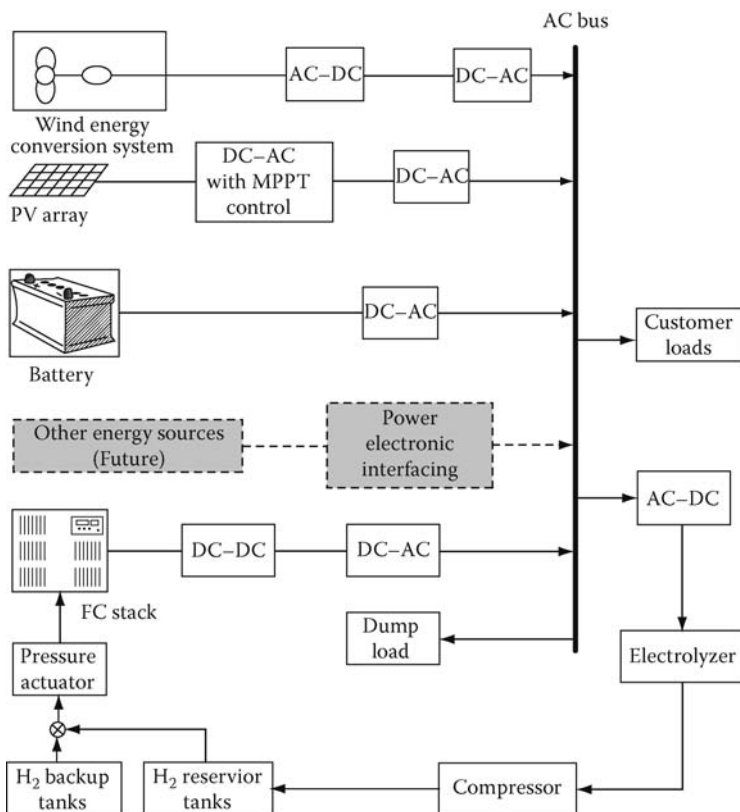 AC bus
AC–DC
DC–AC
Wind energy
conversion system
DC–AC
with MPPT
control
DC–AC
PV array
DC–AC
Battery
Customer
loads
Other energy sources
(Future)
Power
electronic
interfacing
AC–DC
DC–DC
DC–AC
FC stack
Dump
load
Pressure
actuator
Electrolyzer
H₂ backup
tanks
H₂ reservior
tanks
Compressor